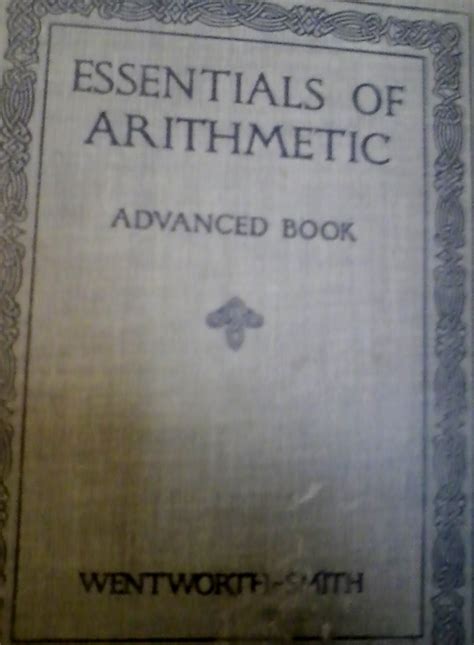 ESSENTIALS OF
ARITHMETIC
ADVANCED BOOK
WENTWORTH-SMITH